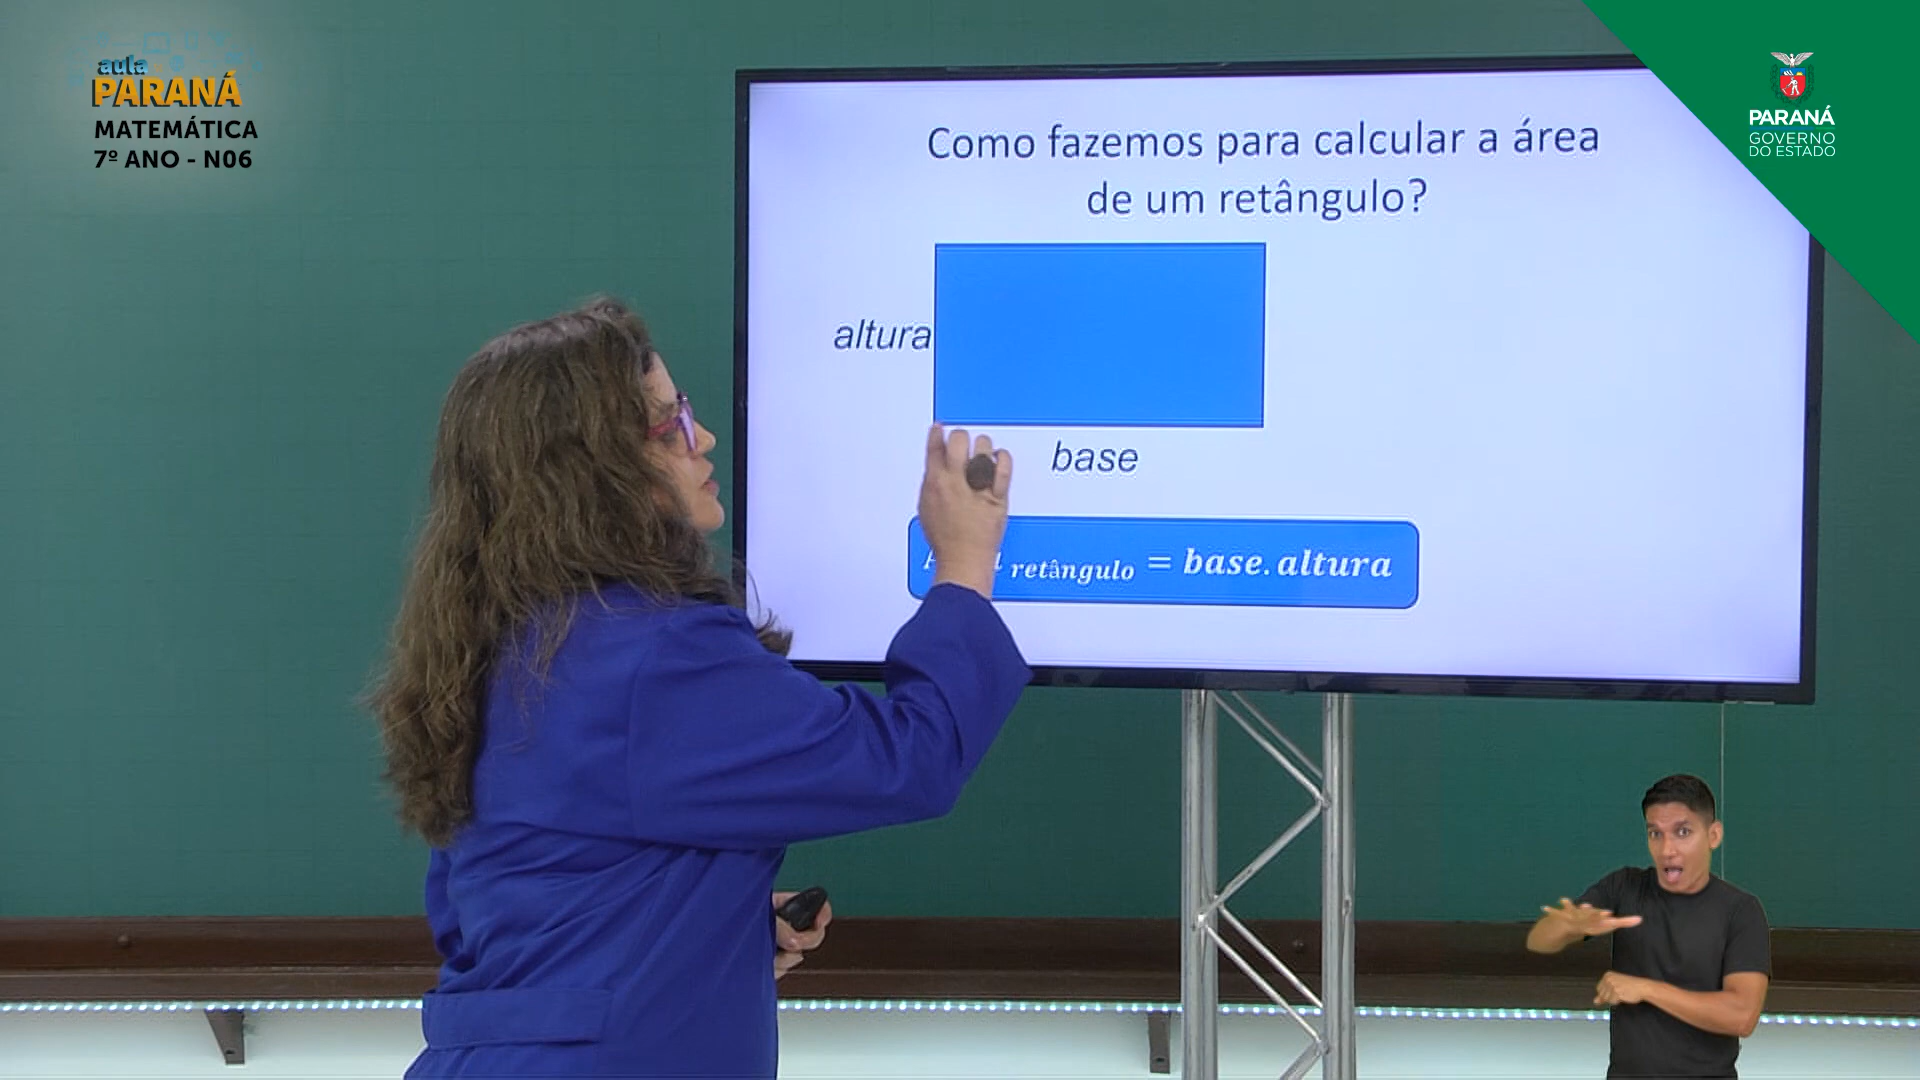 aula
PARANÁ
MATEMÁTICA
7º ANO - N06
PARANÁ
GOVERNO
DO ESTADO
Como fazemos para calcular a área
de um retângulo?
altura
base
retângulo = base.altura